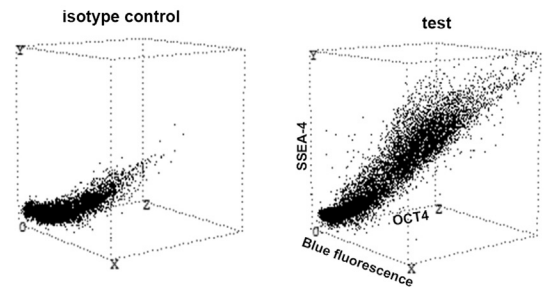 isotype control
test
Y
Z
0
X
Y
SSEA-4
OCT4
Z
0
Blue fluorescence
X